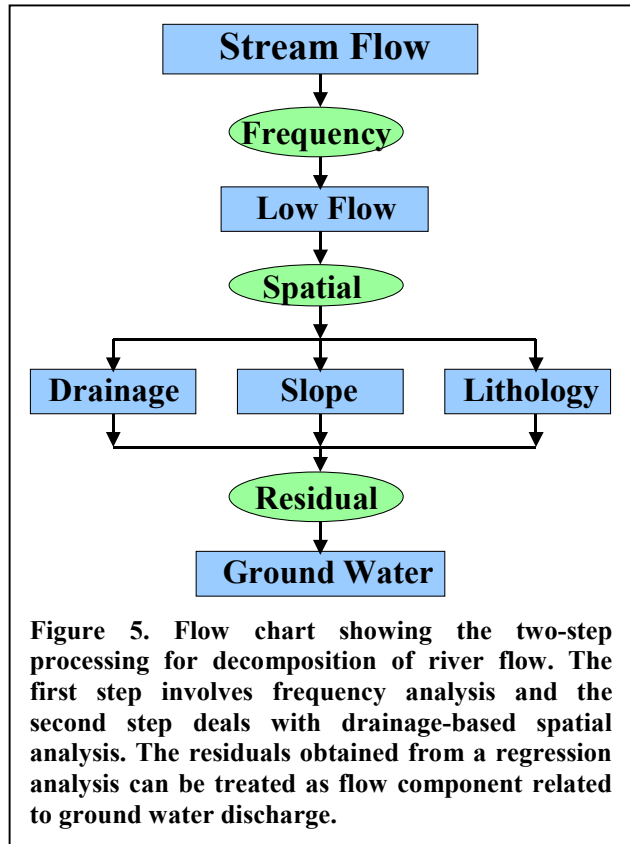 Stream Flow
Frequency
Low Flow
Spatial
Drainage
Slope
Lithology
Residual
Ground Water
Figure 5. Flow chart showing the two-step
processing for decomposition of river flow. The
first step involves frequency analysis and the
second step deals with drainage-based spatial
analysis. The residuals obtained from a regression
analysis can be treated as flow component related
to ground water discharge.